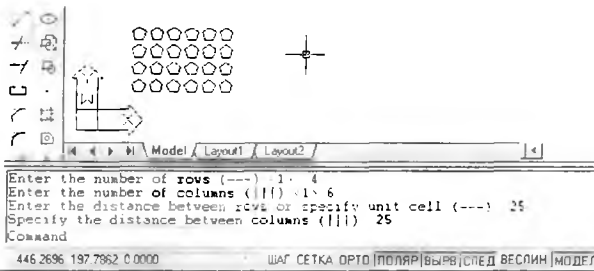 Model / Layout1 / Layout2
Enter the number of rows (---) <1> 4
Enter the number of columns (|||) <1> 6
Enter the distance between rows or specify unit cell (---) 25
Specify the distance between columns (|||) 25
Command
446.2696 197.7962 0.0000 ШАГ СЕТКА ОРТО ПОЛЯР ВЫРВ СЛЕД ВЕСЛИН МОДЕЛ